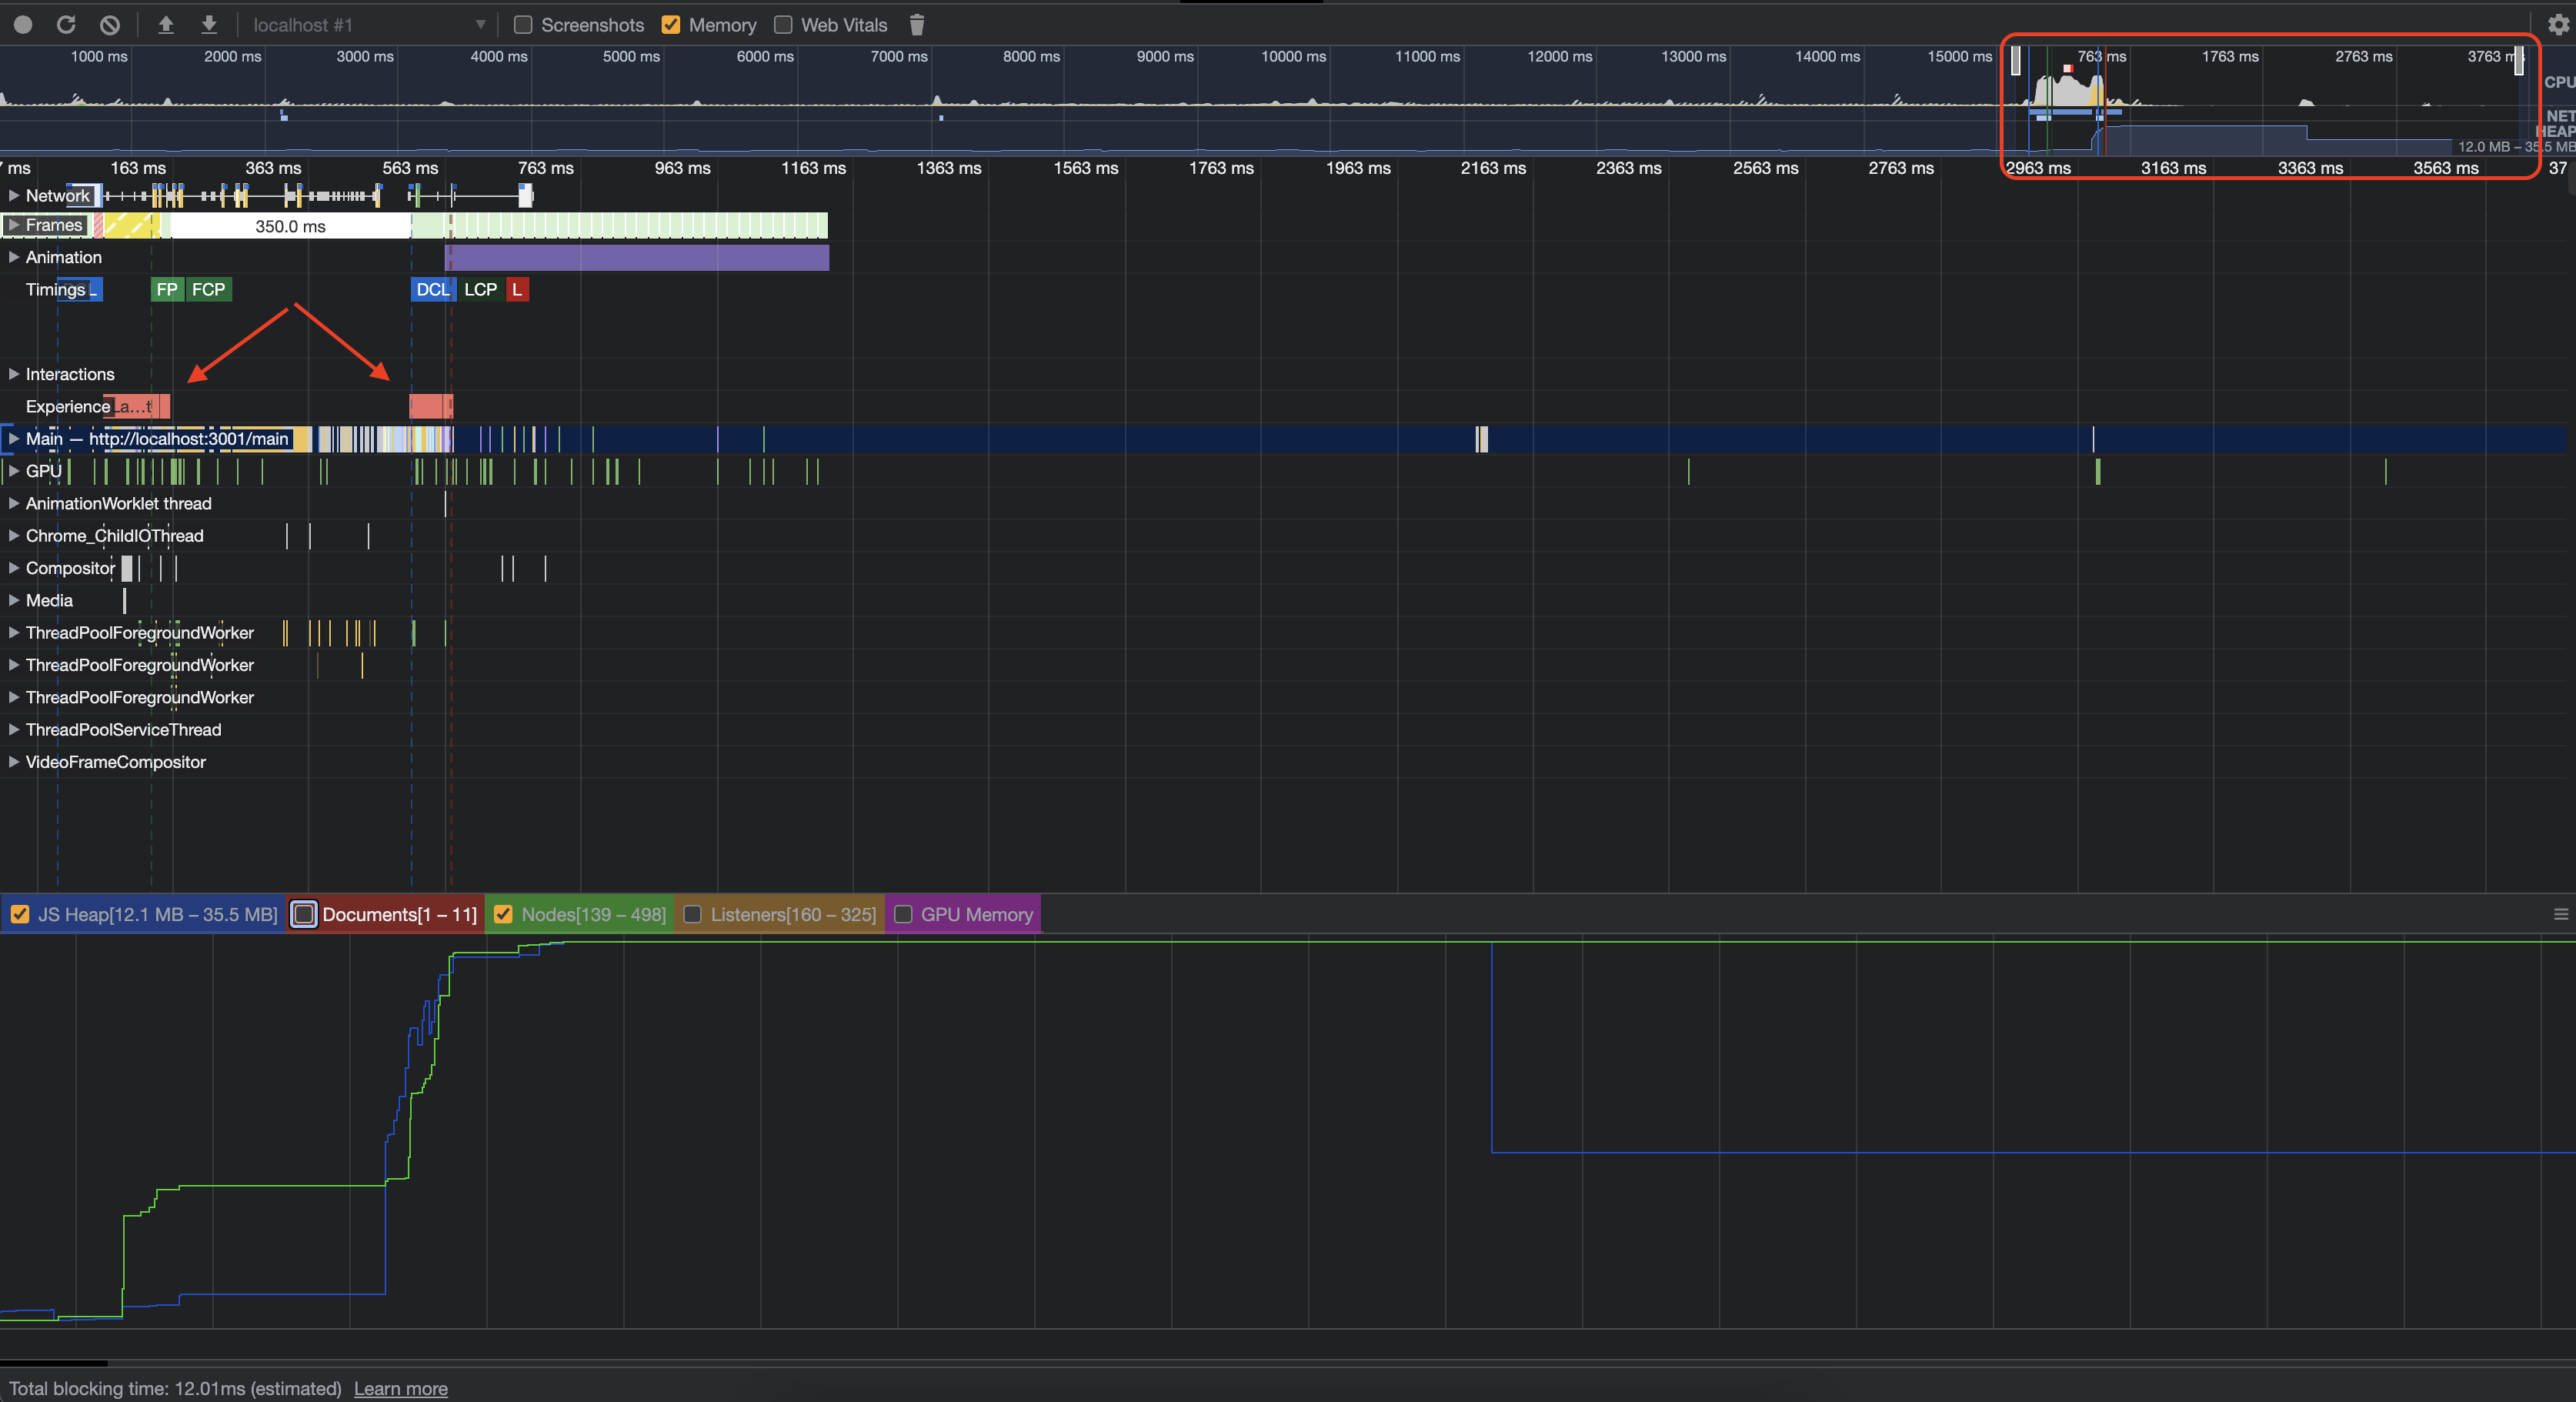 localhost #1 Screenshots Memory Web Vitals
1000 ms 2000 ms 3000 ms 4000 ms 5000 ms 6000 ms 7000 ms 8000 ms 9000 ms 10000 ms 11000 ms 12000 ms 13000 ms 14000 ms 15000 ms 763 ms 1763 ms 2763 ms 3763 m
CPU
NET
HEAP
12.0 MB – 35.5 MB
7 ms 163 ms 363 ms 563 ms 763 ms 963 ms 1163 ms 1363 ms 1563 ms 1763 ms 1963 ms 2163 ms 2363 ms 2563 ms 2763 ms 2963 ms 3163 ms 3363 ms 3563 ms 37
Network
Frames 350.0 ms
Animation
Timings L FP FCP DCL LCP L
Interactions
Experience La…t
Main — http://localhost:3001/main
GPU
AnimationWorklet thread
Chrome_ChildIOThread
Compositor
Media
ThreadPoolForegroundWorker
ThreadPoolForegroundWorker
ThreadPoolForegroundWorker
ThreadPoolServiceThread
VideoFrameCompositor
JS Heap[12.1 MB – 35.5 MB] Documents[1 – 11] Nodes[139 – 498] Listeners[160 – 325] GPU Memory
Total blocking time: 12.01ms (estimated) Learn more